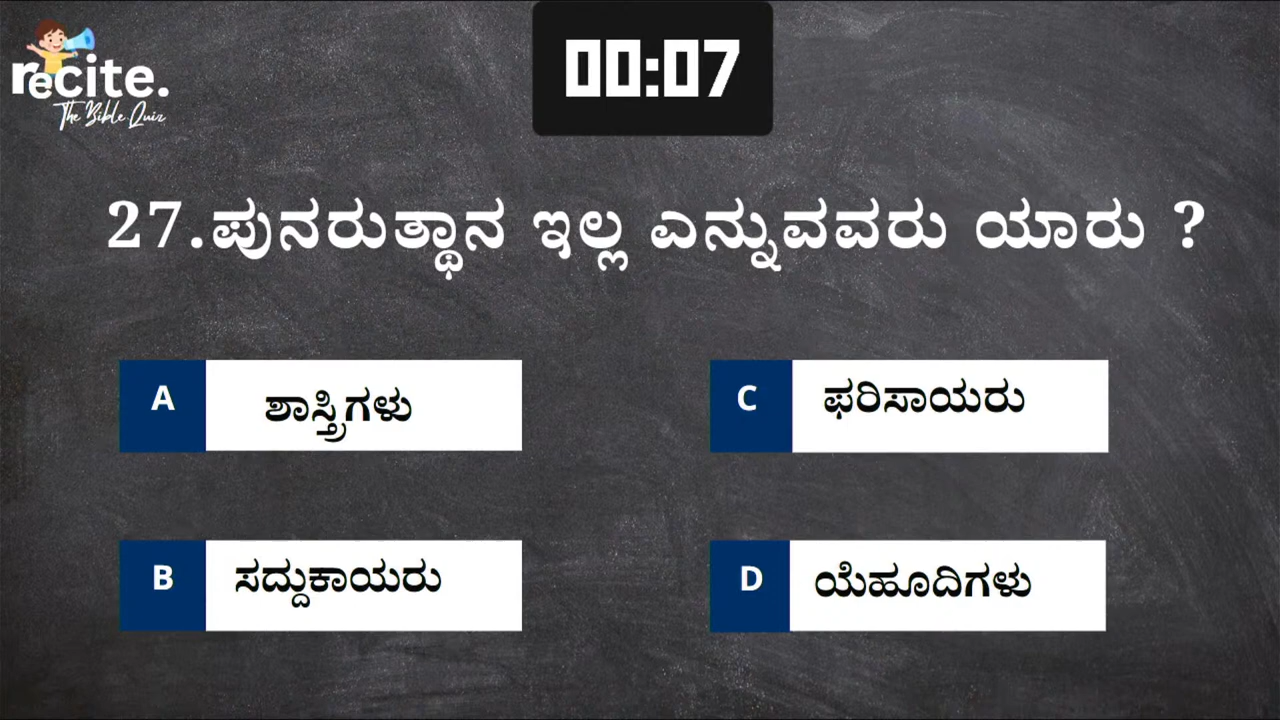 recite.
The Bible Quiz
00:07
27.ಪುನರುತ್ಥಾನ ಇಲ್ಲ ಎನ್ನುವವರು ಯಾರು ?
A ಶಾಸ್ತ್ರಿಗಳು
C ಫರಿಸಾಯರು
B ಸದ್ದುಕಾಯರು
D ಯೆಹೂದಿಗಳು